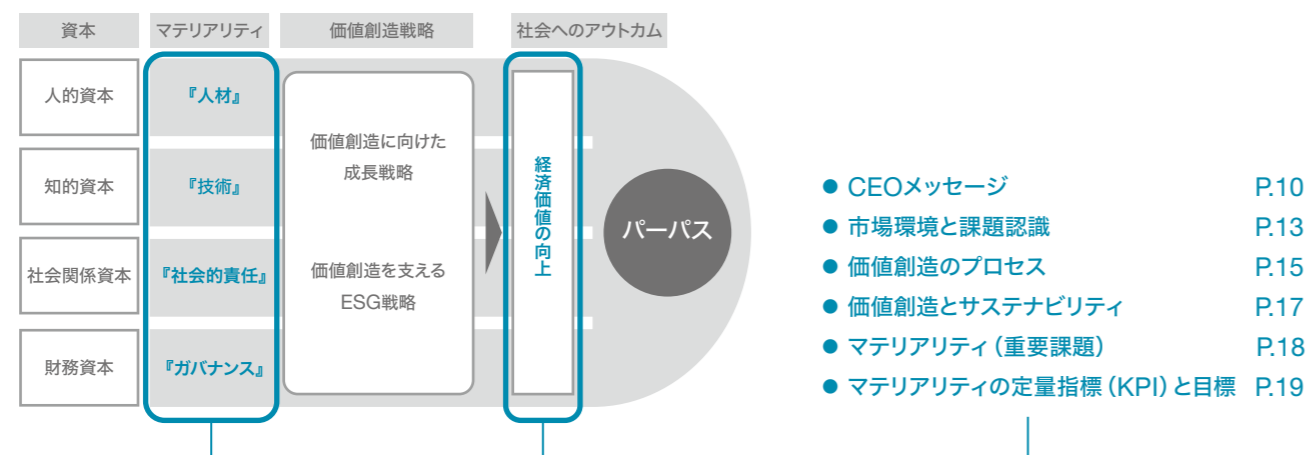 資本
マテリアリティ
価値創造戦略
社会へのアウトカム
人的資本
『人材』
知的資本
『技術』
社会関係資本
『社会的責任』
財務資本
『ガバナンス』
価値創造に向けた
成長戦略
価値創造を支える
ESG戦略
経済価値の向上
パーパス
● CEOメッセージ P.10
● 市場環境と課題認識 P.13
● 価値創造のプロセス P.15
● 価値創造とサステナビリティ P.17
● マテリアリティ（重要課題） P.18
● マテリアリティの定量指標（KPI）と目標 P.19